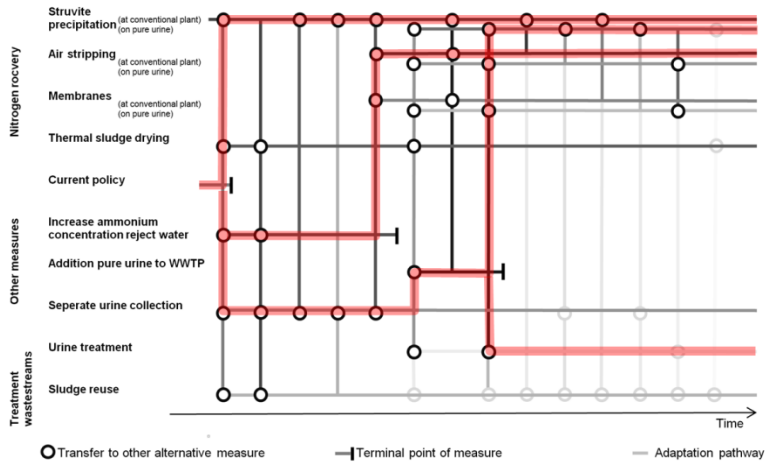 Nitrogen rocvery
Struvite
precipitation (at conventional plant)
(on pure urine)
Air stripping
(at conventional plant)
(on pure urine)
Membranes
(at conventional plant)
(on pure urine)
Thermal sludge drying
Current policy
Other measures
Increase ammonium
concentration reject water
Addition pure urine to WWTP
Seperate urine collection
Treatment
wastestreams
Urine treatment
Sludge reuse
Time
Transfer to other alternative measure
Terminal point of measure
Adaptation pathway